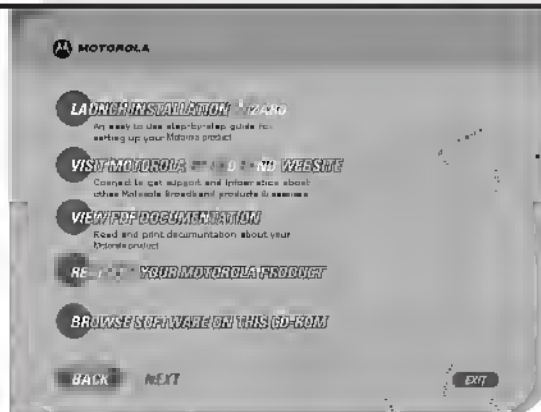 MOTOROLA
LAUNCH INSTALLATION WIZARD
An easy to use step-by-step guide for
setting up your Motorola product
VISIT MOTOROLA WEBSITE
Connect to get support and information about
other Motorola Broadband products & services
VIEW PDF DOCUMENTATION
Read and print documentation about your
Motorola product
YOUR MOTOROLA PRODUCT
BROWSE SOFTWARE ON THIS CD-ROM
BACK NEXT EXIT